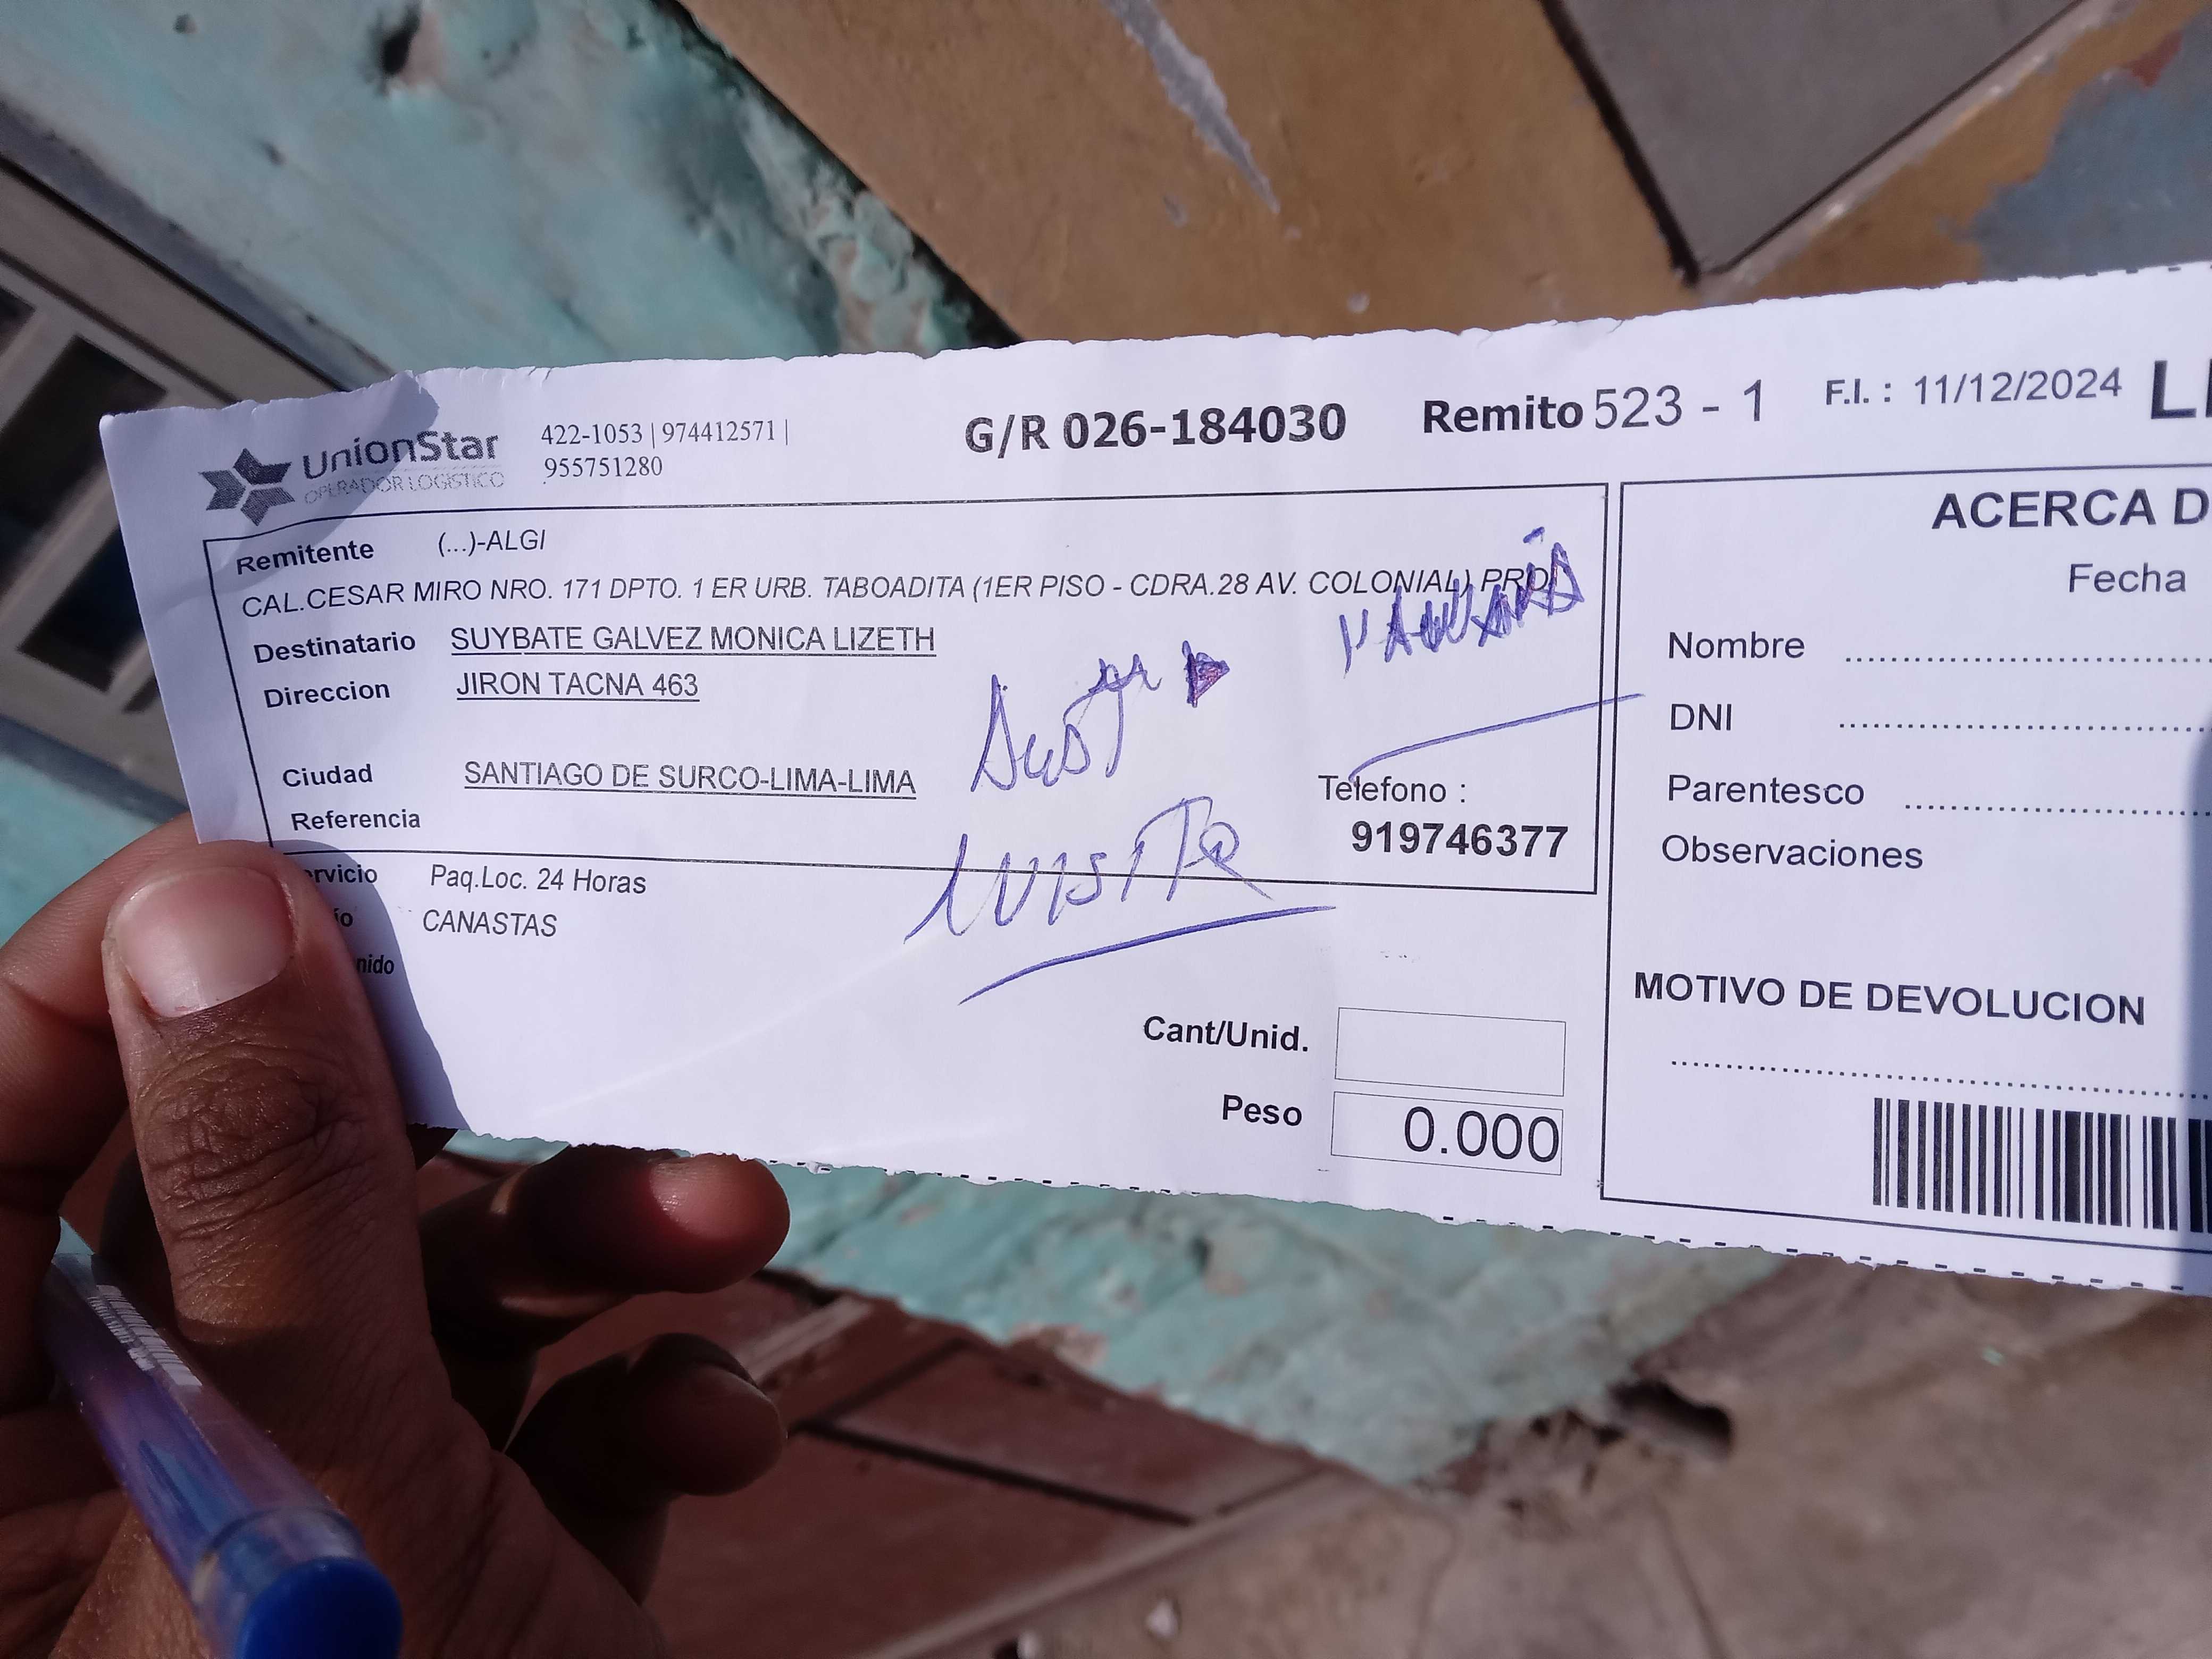 UnionStar
OPERADOR LOGISTICO
422-1053 | 974412571 |
955751280
G/R 026-184030
Remito 523 - 1
F.I. : 11/12/2024
Remitente (...)-ALGI
CAL.CESAR MIRO NRO. 171 DPTO. 1 ER URB. TABOADITA (1ER PISO - CDRA.28 AV. COLONIAL) PRO
Destinatario SUYBATE GALVEZ MONICA LIZETH
Direccion JIRON TACNA 463
Ciudad SANTIAGO DE SURCO-LIMA-LIMA
Referencia
Telefono :
919746377
rvicio Paq.Loc. 24 Horas
CANASTAS
nido
Cant/Unid.
Peso 0.000
ACERCA D
Fecha
Nombre
DNI
Parentesco
Observaciones
MOTIVO DE DEVOLUCION